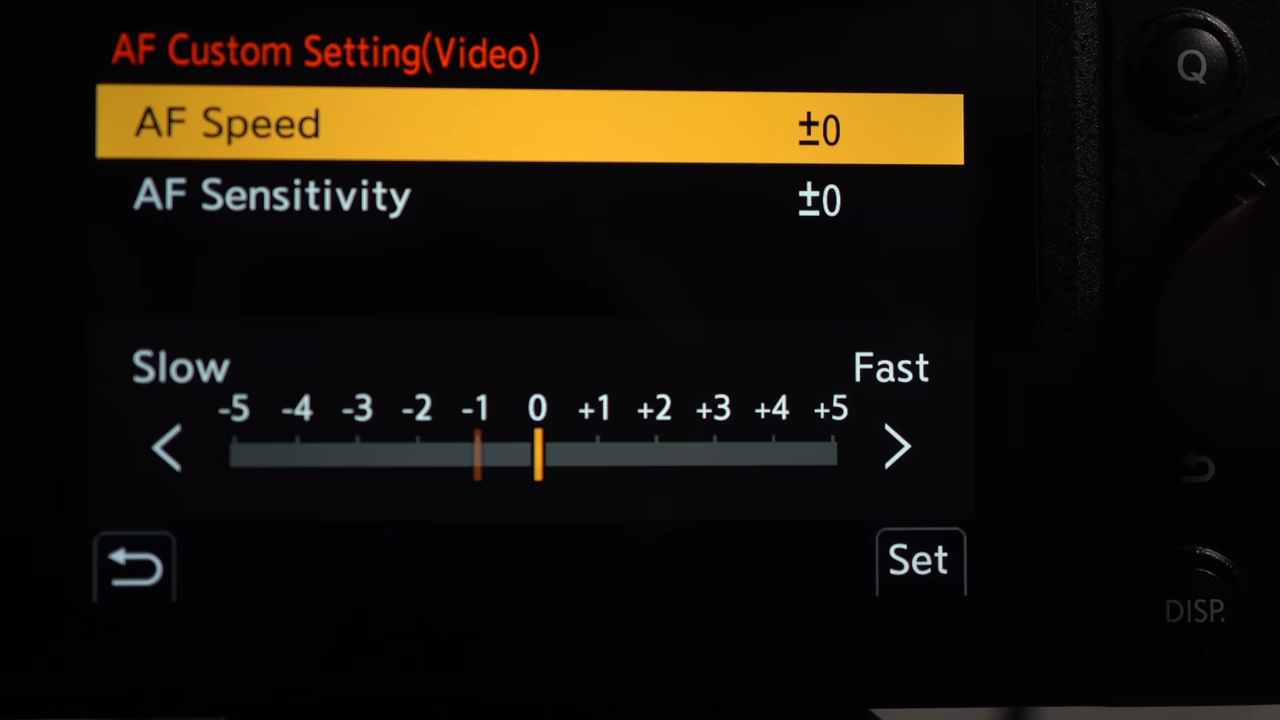 AF Custom Setting(Video)
Q
AF Speed ±0
AF Sensitivity ±0
Slow Fast
-5 -4 -3 -2 -1 0 +1 +2 +3 +4 +5
Set
DISP.